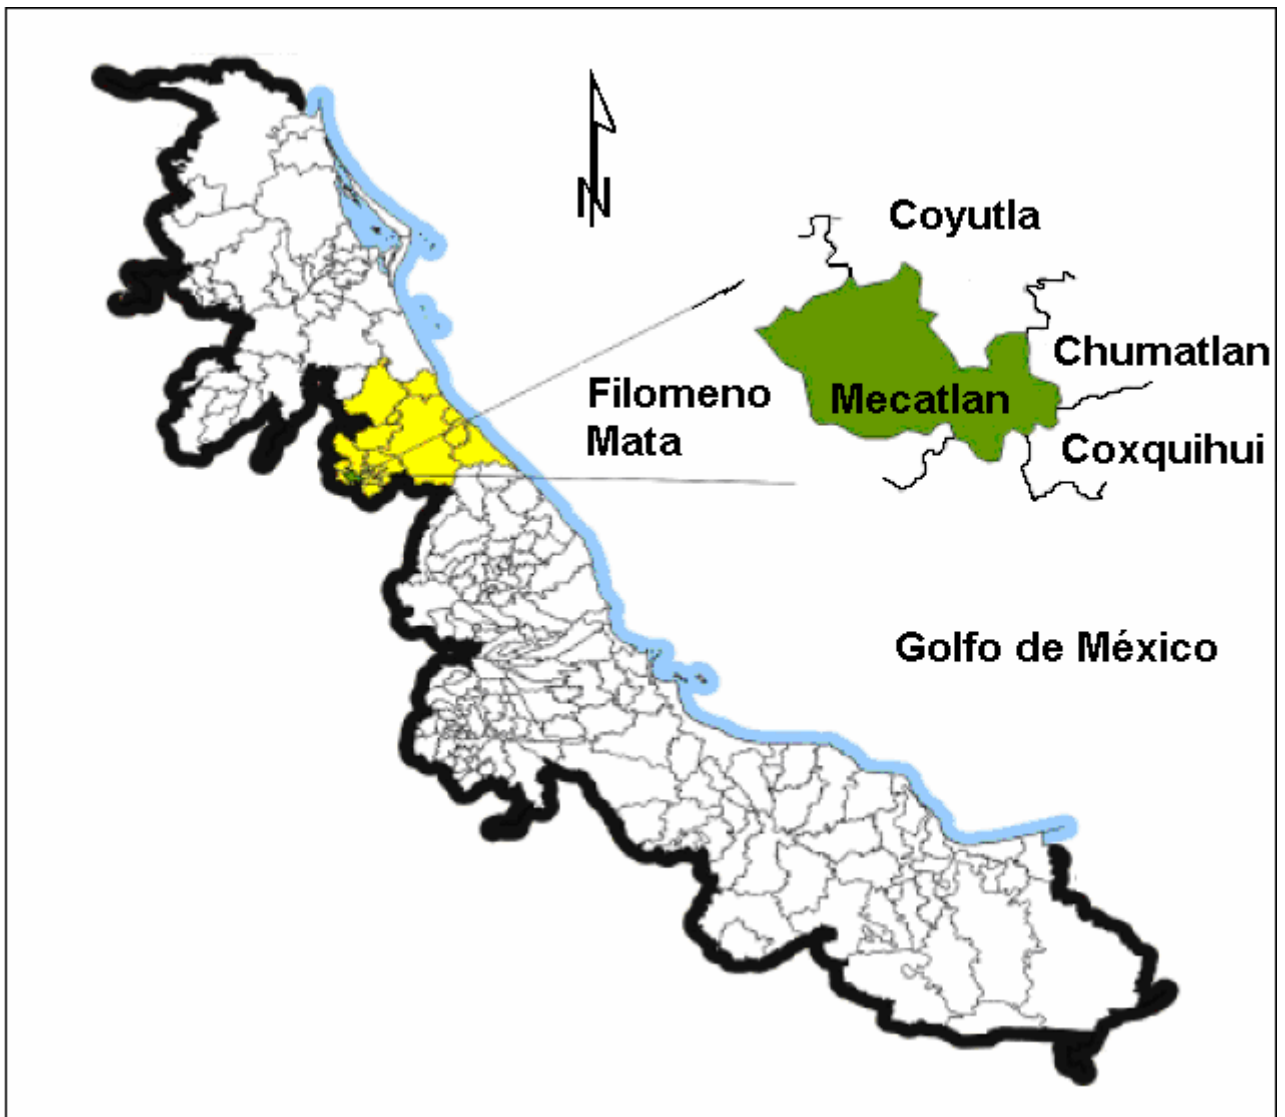 N
Coyutla
Chumatlan
Filomeno
Mata
Mecatlan
Coxquihui
Golfo de México